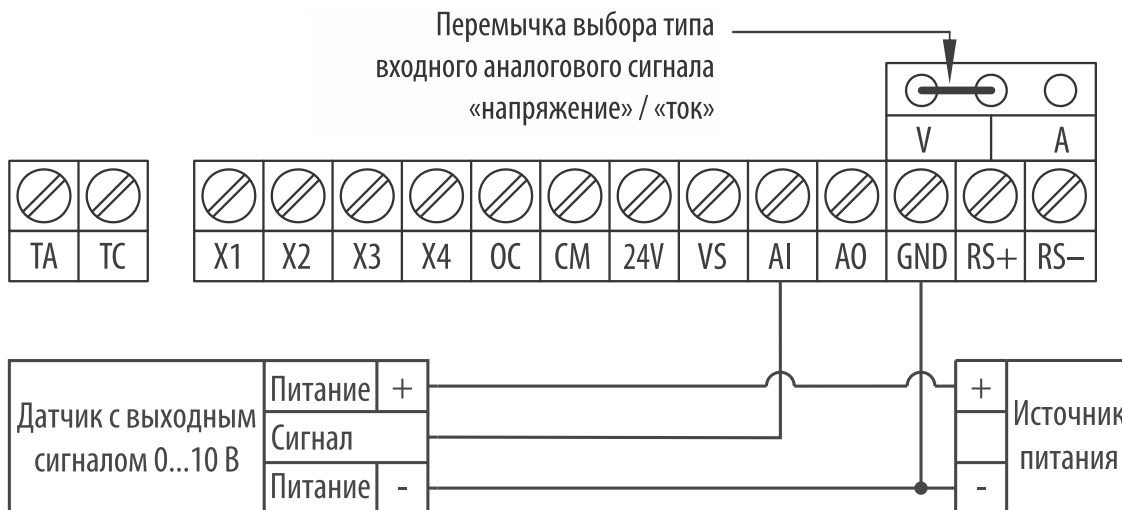 Перемычка выбора типа
входного аналогового сигнала
«напряжение» / «ток»
V A
TA TC X1 X2 X3 X4 OC CM 24V VS AI AO GND RS+ RS–
Датчик с выходным
сигналом 0...10 В
Питание +
Сигнал
Питание -
+
-
Источник
питания